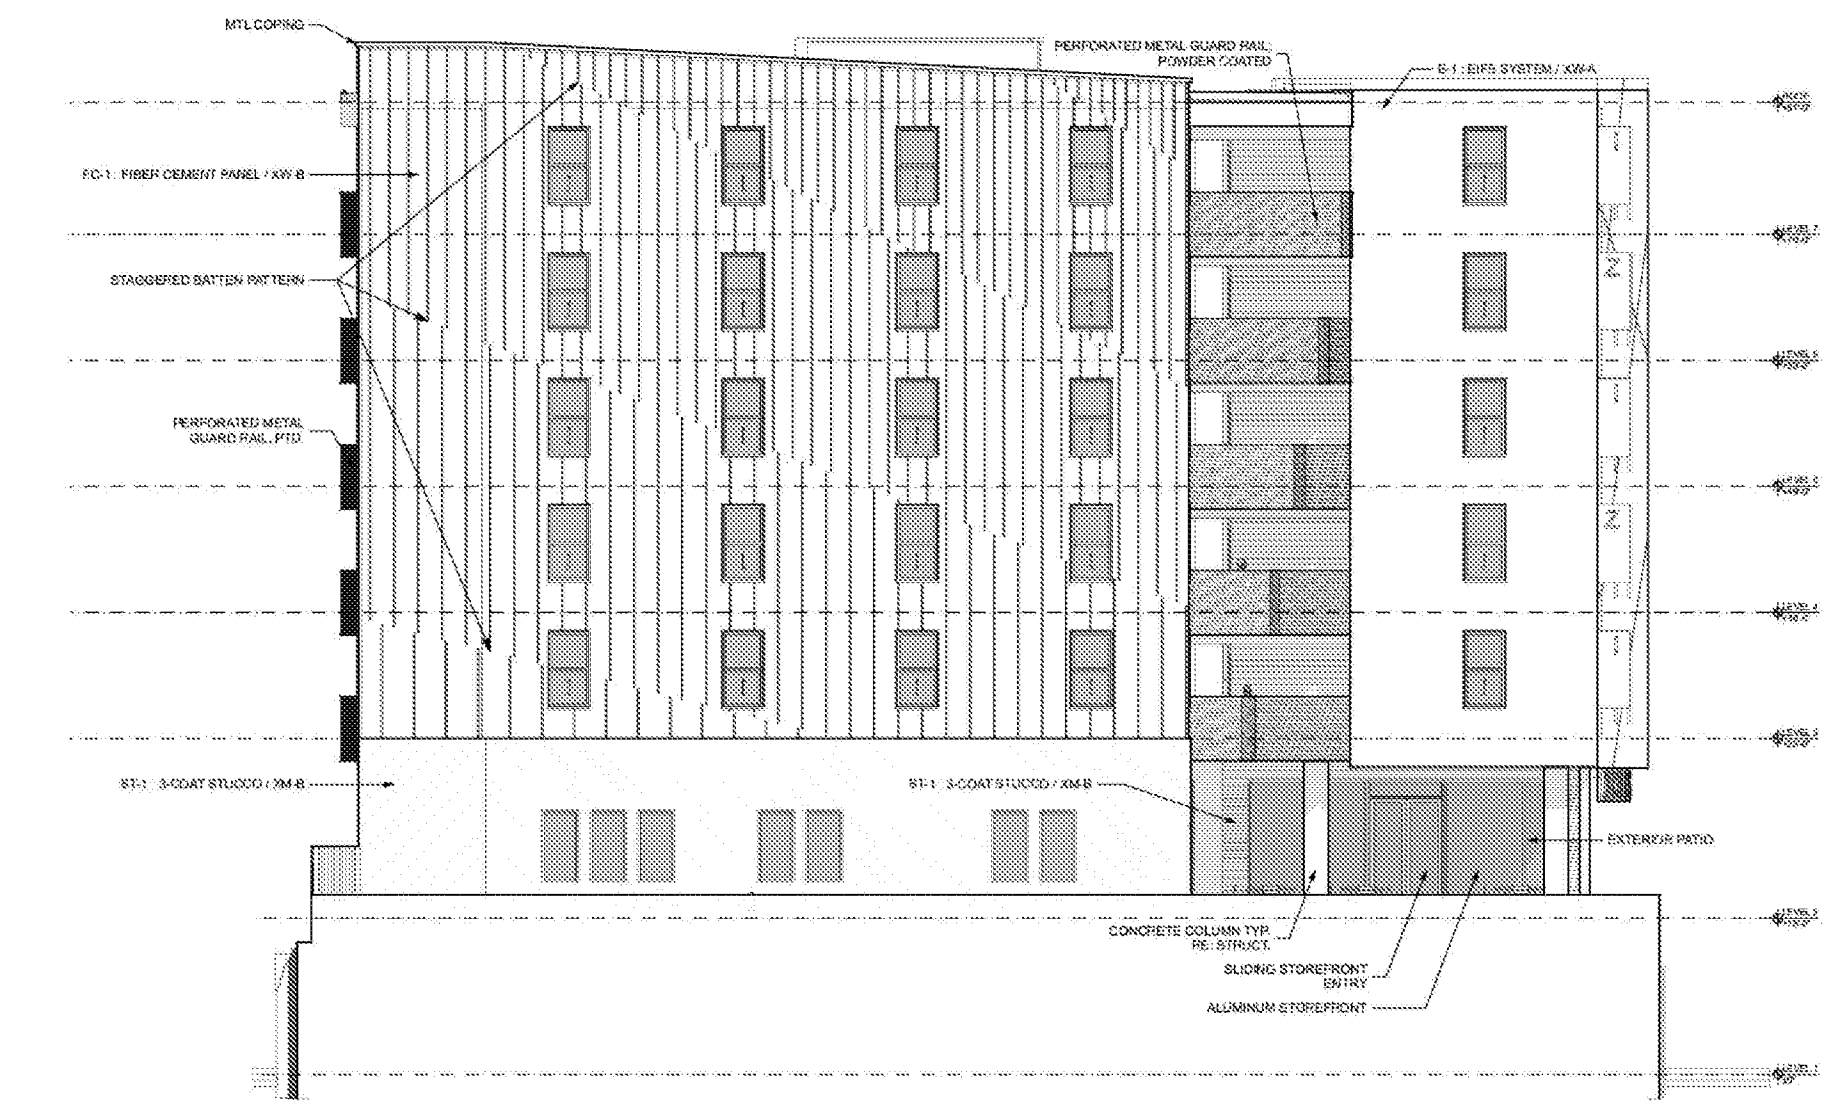 MTL COPING
PERFORATED METAL GUARD RAIL,
POWDER COATED
E-1 : EIFS SYSTEM / XW-A
ROOF
FC-1 : FIBER CEMENT PANEL / XW-B
LEVEL 7
STAGGERED BATTEN PATTERN
Z
LEVEL 6
PERFORATED METAL
GUARD RAIL, PTD.
LEVEL 5
Z
LEVEL 4
LEVEL 3
ST-1 : 3-COAT STUCCO / XM-B
ST-1 : 3-COAT STUCCO / XM-B
EXTERIOR PATIO
LEVEL 2
CONCRETE COLUMN TYP.
RE: STRUCT.
SLIDING STOREFRONT
ENTRY
ALUMINUM STOREFRONT
LEVEL 1